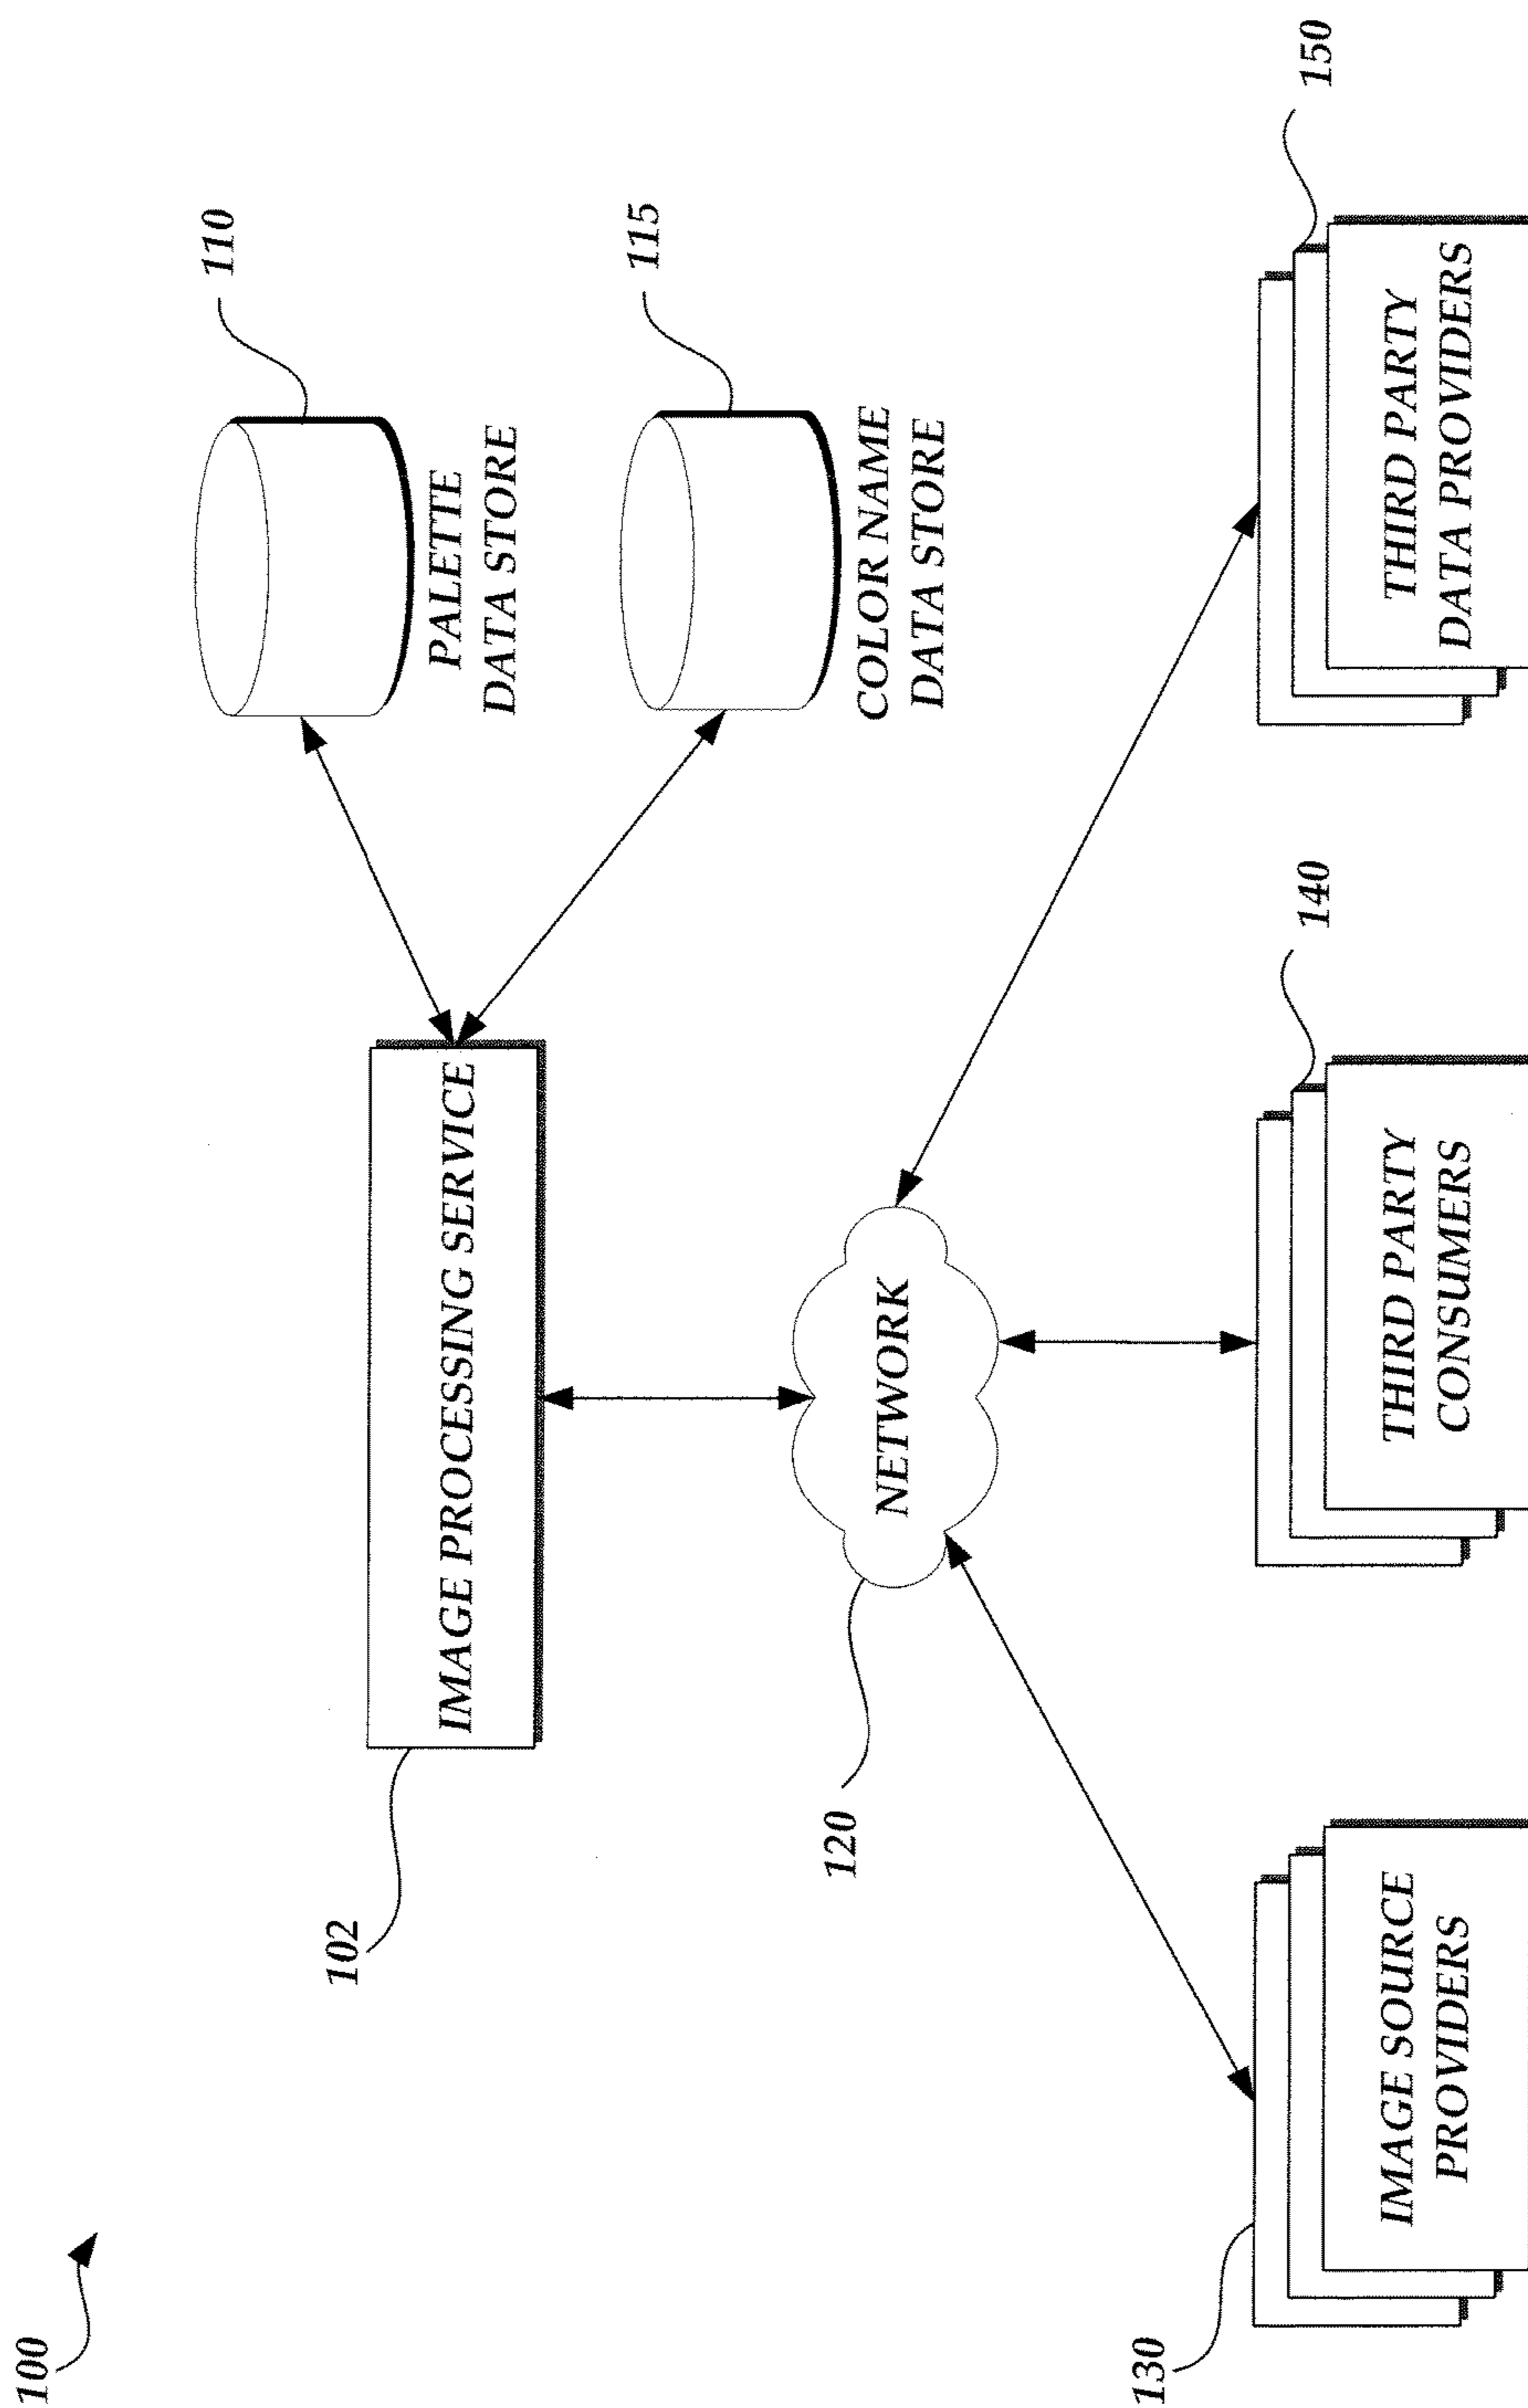 100
110
PALETTE
DATA STORE
102
IMAGE PROCESSING SERVICE
115
COLOR NAME
DATA STORE
120
NETWORK
130
IMAGE SOURCE
PROVIDERS
140
THIRD PARTY
CONSUMERS
150
THIRD PARTY
DATA PROVIDERS